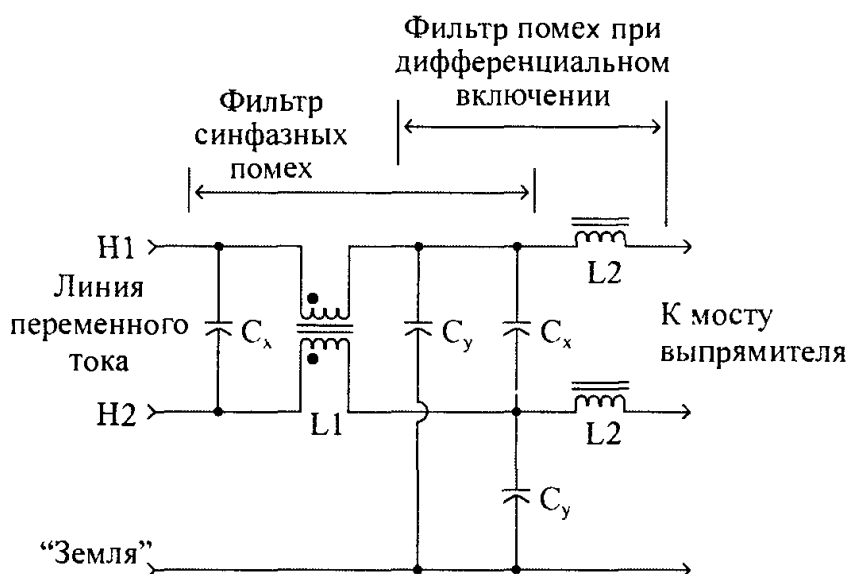 Фильтр помех при
дифференциальном
включении
Фильтр
синфазных
помех
H1
L2
Линия
переменного
тока
Cx
Cy
Cx
К мосту
выпрямителя
H2
L1
L2
Cy
“Земля”